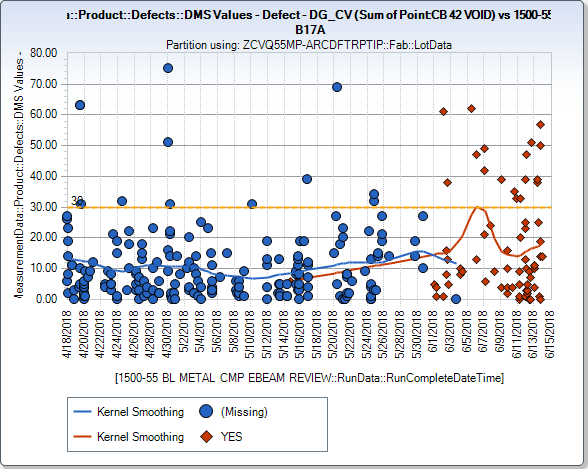 a::Product::Defects::DMS Values - Defect - DG_CV (Sum of Point:CB 42 VOID) vs 1500-55
B17A
Partition using: ZCVQ55MP-ARCDFTRPTIP::Fab::LotData
MeasurementData::Product::Defects::DMS Values -
80.00
70.00
60.00
50.00
40.00
30.00
20.00
10.00
0.00
30
4/18/2018 4/20/2018 4/22/2018 4/24/2018 4/26/2018 4/28/2018 4/30/2018 5/2/2018 5/4/2018 5/6/2018 5/8/2018 5/10/2018 5/12/2018 5/14/2018 5/16/2018 5/18/2018 5/20/2018 5/22/2018 5/24/2018 5/26/2018 5/28/2018 5/30/2018 6/1/2018 6/3/2018 6/5/2018 6/7/2018 6/9/2018 6/11/2018 6/13/2018 6/15/2018
[1500-55 BL METAL CMP EBEAM REVIEW::RunData::RunCompleteDateTime]
Kernel Smoothing (Missing)
Kernel Smoothing YES